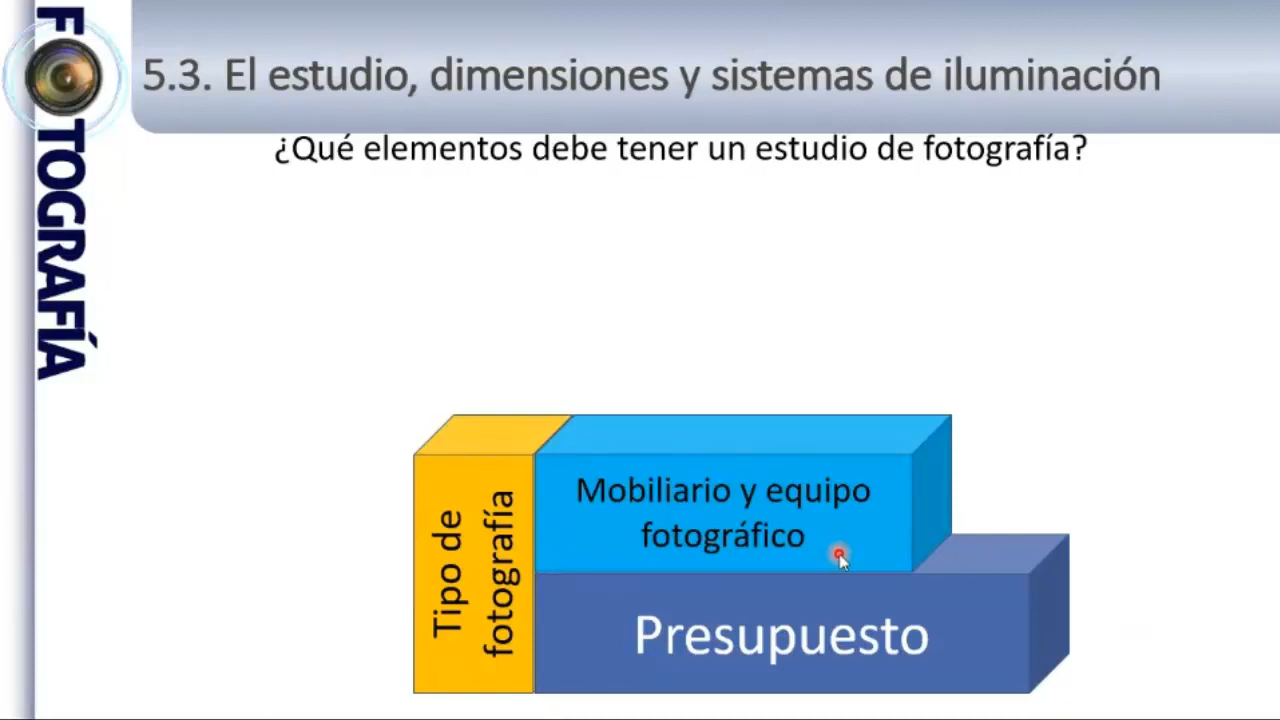 FOTOGRAFÍA
5.3. El estudio, dimensiones y sistemas de iluminación
¿Qué elementos debe tener un estudio de fotografía?
Tipo de
fotografía
Mobiliario y equipo
fotográfico
Presupuesto